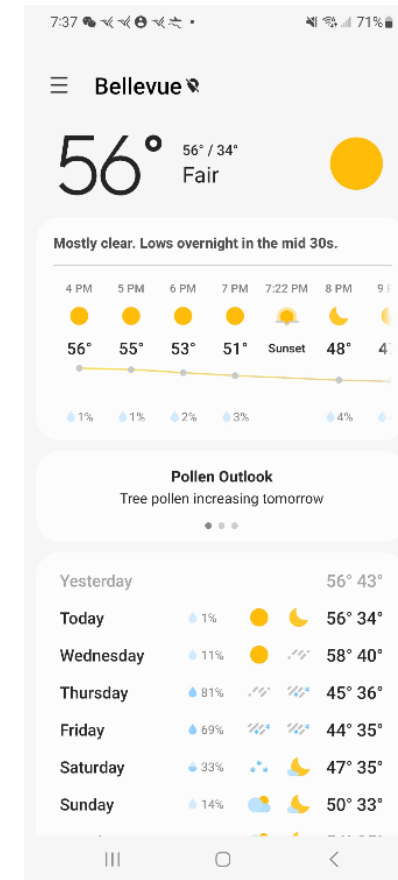 7:37 71%
Bellevue
56° 56° / 34°
Fair
Mostly clear. Lows overnight in the mid 30s.
4 PM 5 PM 6 PM 7 PM 7:22 PM 8 PM
56° 55° 53° 51° Sunset 48°
1% 1% 2% 3% 4%
Pollen Outlook
Tree pollen increasing tomorrow
Yesterday 56° 43°
Today 1% 56° 34°
Wednesday 11% 58° 40°
Thursday 81% 45° 36°
Friday 69% 44° 35°
Saturday 33% 47° 35°
Sunday 14% 50° 33°